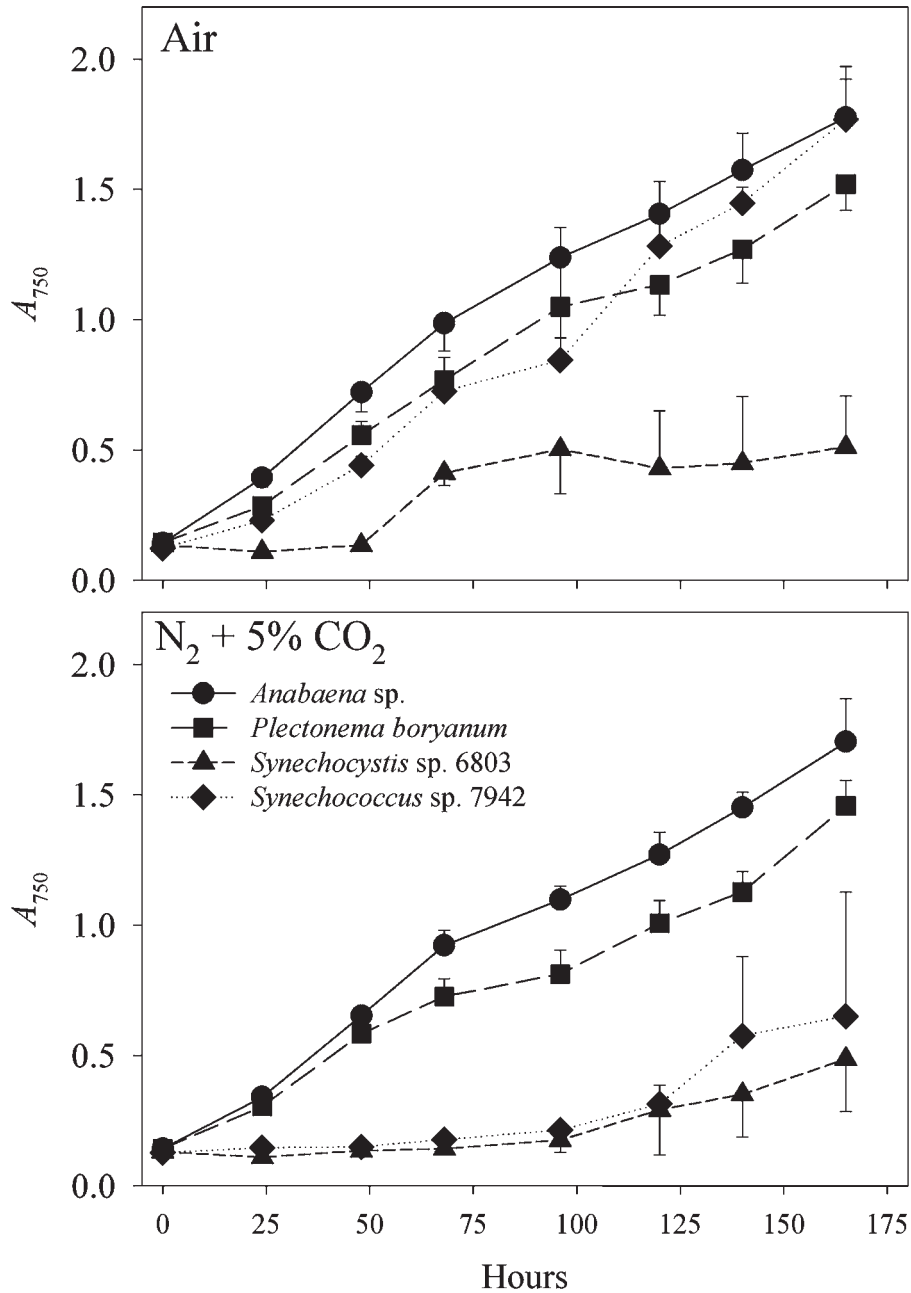 Air
2.0
1.5
1.0
0.5
0.0
A750
N2 + 5% CO2
Anabaena sp.
Plectonema boryanum
Synechocystis sp. 6803
Synechococcus sp. 7942
2.0
1.5
1.0
0.5
0.0
A750
0 25 50 75 100 125 150 175
Hours